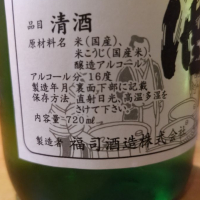 品目 清酒
原材料名 米(国産)、
米こうじ(国産)、
醸造アルコール
アルコール分 16度
製造年月 裏面下部に記載
保存方法 直射日光、高温多湿を
さけて下さい。
内容量 720㎖
製造者 福司酒造株式会社